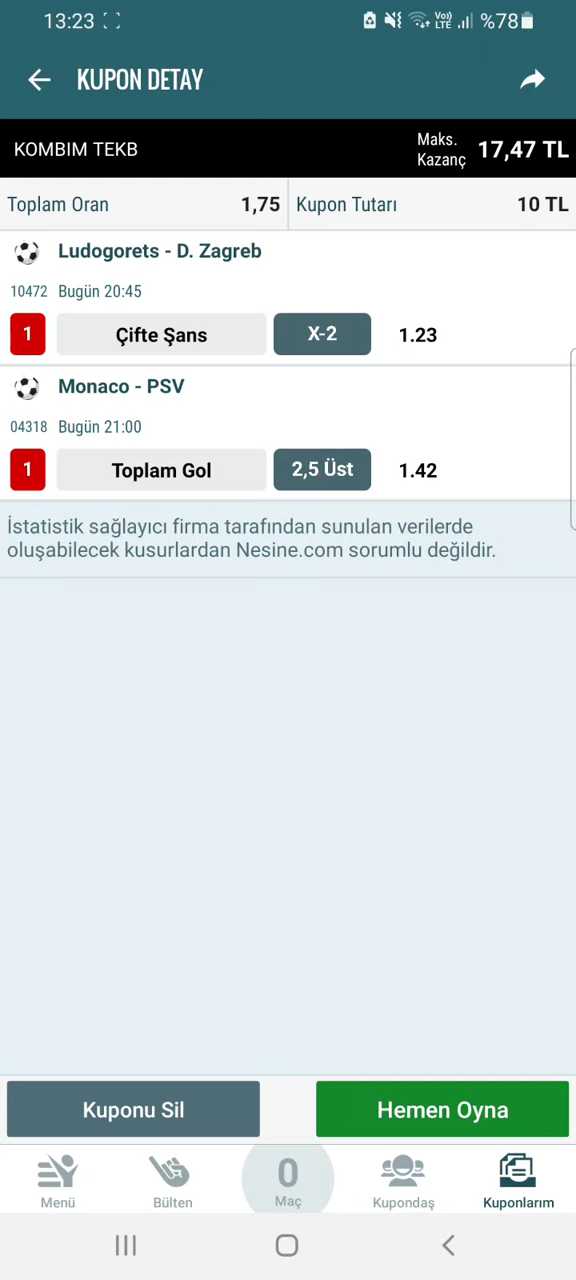 13:23 Vo)) LTE %78
KUPON DETAY
KOMBIM TEKB
Maks.
Kazanç
17,47 TL
Toplam Oran 1,75 Kupon Tutarı 10 TL
Ludogorets - D. Zagreb
10472 Bugün 20:45
1 Çifte Şans X-2 1.23
Monaco - PSV
04318 Bugün 21:00
1 Toplam Gol 2,5 Üst 1.42
İstatistik sağlayıcı firma tarafından sunulan verilerde
oluşabilecek kusurlardan Nesine.com sorumlu değildir.
Kuponu Sil Hemen Oyna
0
Menü Bülten Maç Kupondaş Kuponlarım